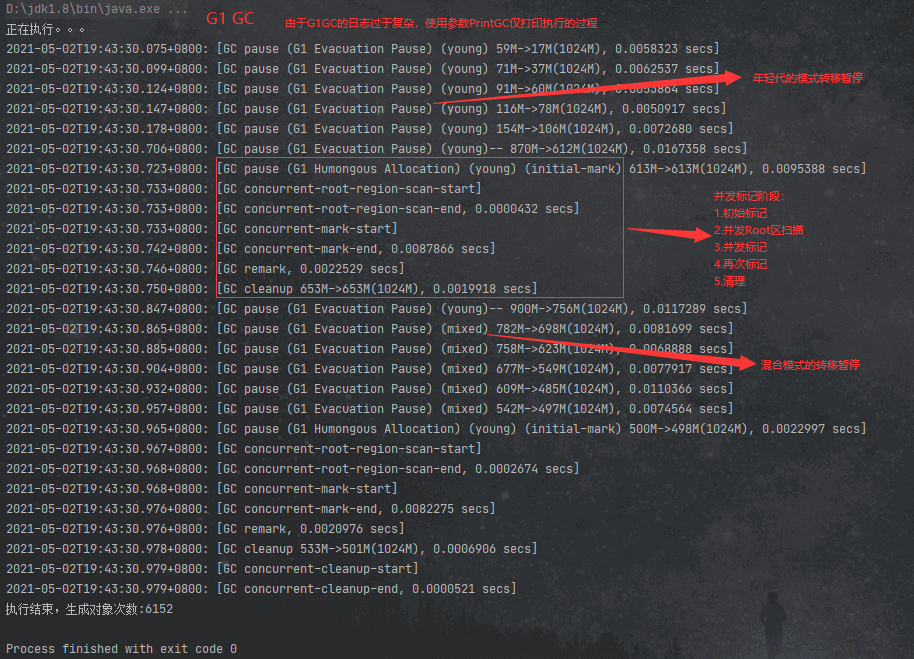 D:\jdk1.8\bin\java.exe ...
G1 GC
由于G1GC的日志过于复杂，使用参数PrintGC仅打印执行的过程
正在执行。。。
2021-05-02T19:43:30.075+0800: [GC pause (G1 Evacuation Pause) (young) 59M->17M(1024M), 0.0058323 secs]
2021-05-02T19:43:30.099+0800: [GC pause (G1 Evacuation Pause) (young) 71M->37M(1024M), 0.0062537 secs]
年轻代的模式转移暂停
2021-05-02T19:43:30.124+0800: [GC pause (G1 Evacuation Pause) (young) 91M->60M(1024M), secs]
2021-05-02T19:43:30.147+0800: [GC pause (G1 Evacuation Pause) (young) 116M->78M(1024M), 0.0050917 secs]
2021-05-02T19:43:30.178+0800: [GC pause (G1 Evacuation Pause) (young) 154M->106M(1024M), 0.0072680 secs]
2021-05-02T19:43:30.706+0800: [GC pause (G1 Evacuation Pause) (young)-- 870M->612M(1024M), 0.0167358 secs]
2021-05-02T19:43:30.723+0800: [GC pause (G1 Humongous Allocation) (young) (initial-mark) 613M->613M(1024M), 0.0095388 secs]
2021-05-02T19:43:30.733+0800: [GC concurrent-root-region-scan-start]
2021-05-02T19:43:30.733+0800: [GC concurrent-root-region-scan-end, 0.0000432 secs]
2021-05-02T19:43:30.733+0800: [GC concurrent-mark-start]
2021-05-02T19:43:30.742+0800: [GC concurrent-mark-end, 0.0087866 secs]
2021-05-02T19:43:30.746+0800: [GC remark, 0.0022529 secs]
2021-05-02T19:43:30.750+0800: [GC cleanup 653M->653M(1024M), 0.0019918 secs]
并发标记阶段：
1.初始标记
2.并发Root区扫描
3.并发标记
4.再次标记
5.清理
2021-05-02T19:43:30.847+0800: [GC pause (G1 Evacuation Pause) (young)-- 900M->756M(1024M), 0.0117289 secs]
2021-05-02T19:43:30.865+0800: [GC pause (G1 Evacuation Pause) (mixed) 782M->698M(1024M), 0.0081699 secs]
2021-05-02T19:43:30.885+0800: [GC pause (G1 Evacuation Pause) (mixed) 758M->623M(1024M), 0.0068888 secs]
混合模式的转移暂停
2021-05-02T19:43:30.904+0800: [GC pause (G1 Evacuation Pause) (mixed) 677M->549M(1024M), 0.0077917 secs]
2021-05-02T19:43:30.932+0800: [GC pause (G1 Evacuation Pause) (mixed) 609M->485M(1024M), 0.0110366 secs]
2021-05-02T19:43:30.957+0800: [GC pause (G1 Evacuation Pause) (mixed) 542M->497M(1024M), 0.0074564 secs]
2021-05-02T19:43:30.965+0800: [GC pause (G1 Humongous Allocation) (young) (initial-mark) 500M->498M(1024M), 0.0022997 secs]
2021-05-02T19:43:30.967+0800: [GC concurrent-root-region-scan-start]
2021-05-02T19:43:30.968+0800: [GC concurrent-root-region-scan-end, 0.0002674 secs]
2021-05-02T19:43:30.968+0800: [GC concurrent-mark-start]
2021-05-02T19:43:30.976+0800: [GC concurrent-mark-end, 0.0082275 secs]
2021-05-02T19:43:30.976+0800: [GC remark, 0.0020976 secs]
2021-05-02T19:43:30.978+0800: [GC cleanup 533M->501M(1024M), 0.0006906 secs]
2021-05-02T19:43:30.979+0800: [GC concurrent-cleanup-start]
2021-05-02T19:43:30.979+0800: [GC concurrent-cleanup-end, 0.0000521 secs]
执行结束，生成对象次数:6152
Process finished with exit code 0